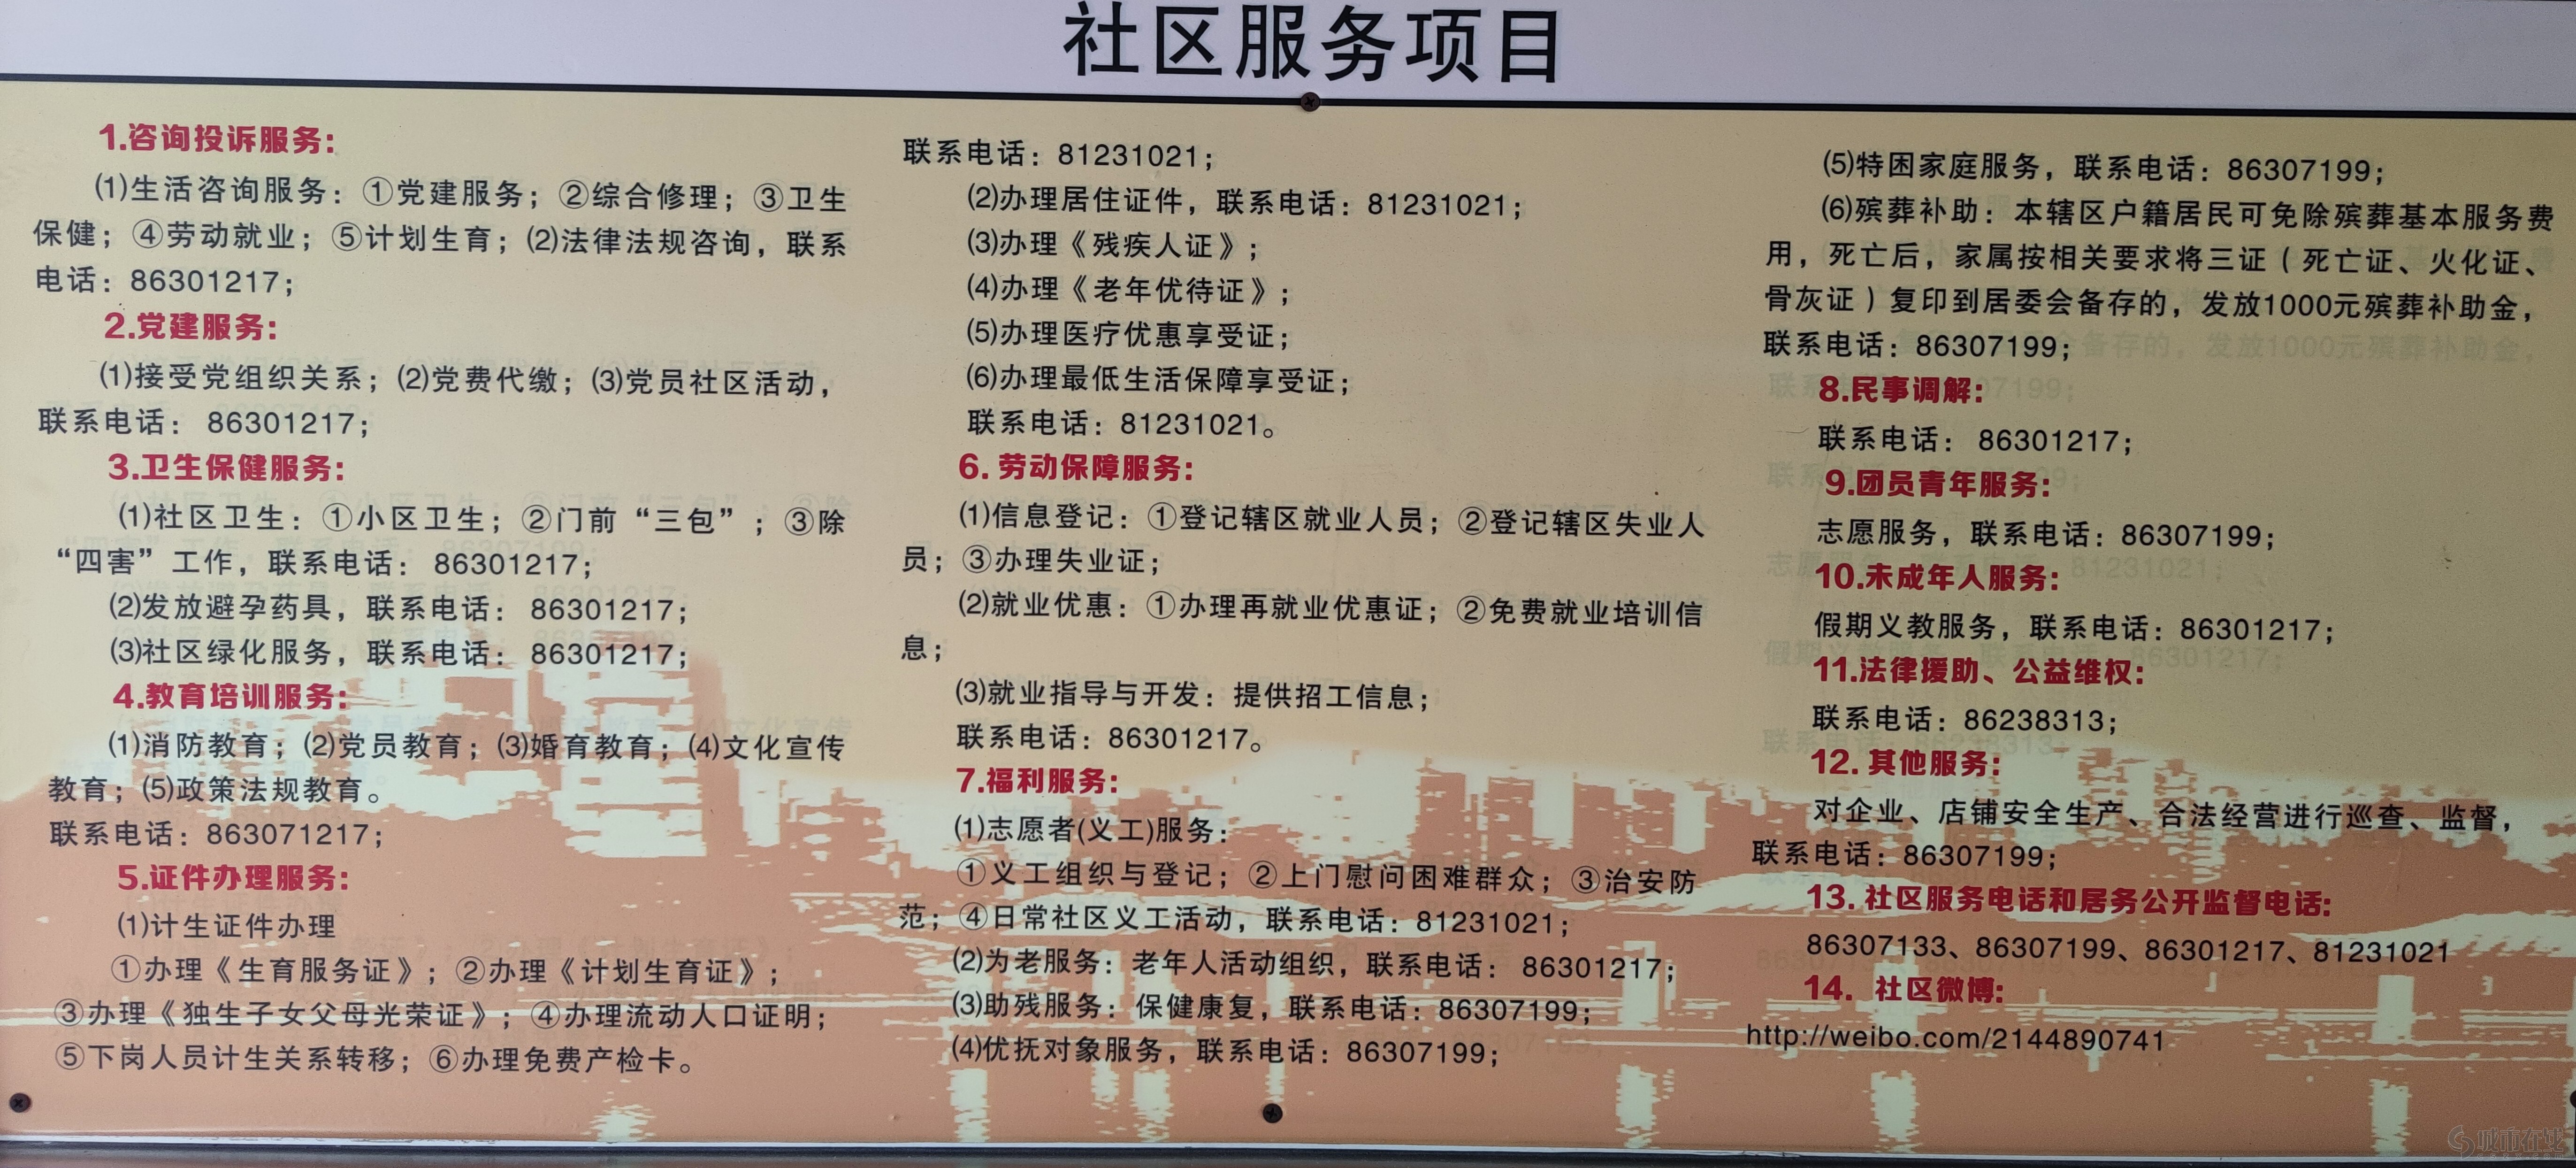 社区服务项目
1.咨询投诉服务:
⑴生活咨询服务：①党建服务；②综合修理；③卫生
保健；④劳动就业；⑤计划生育；⑵法律法规咨询，联系
电话：86301217；
2.党建服务:
⑴接受党组织关系；⑵党费代缴；⑶党员社区活动，
联系电话： 86301217；
3.卫生保健服务:
⑴社区卫生：①小区卫生；②门前“三包”；③除
“四害”工作，联系电话： 86301217；
⑵发放避孕药具，联系电话： 86301217；
⑶社区绿化服务，联系电话： 86301217；
4.教育培训服务:
⑴消防教育；⑵党员教育；⑶婚育教育；⑷文化宣传
教育；⑸政策法规教育。
联系电话：863071217；
5.证件办理服务:
⑴计生证件办理
①办理《生育服务证》；②办理《计划生育证》；
③办理《独生子女父母光荣证》；④办理流动人口证明；
⑤下岗人员计生关系转移；⑥办理免费产检卡。
联系电话：81231021；
⑵办理居住证件，联系电话：81231021；
⑶办理《残疾人证》；
⑷办理《老年优待证》；
⑸办理医疗优惠享受证；
⑹办理最低生活保障享受证；
联系电话：81231021。
6. 劳动保障服务:
⑴信息登记：①登记辖区就业人员；②登记辖区失业人
员；③办理失业证；
⑵就业优惠：①办理再就业优惠证；②免费就业培训信
息；
⑶就业指导与开发：提供招工信息；
联系电话：86301217。
7.福利服务:
⑴志愿者(义工)服务：
①义工组织与登记；②上门慰问困难群众；③治安防
范；④日常社区义工活动，联系电话：81231021；
⑵为老服务：老年人活动组织，联系电话： 86301217；
⑶助残服务：保健康复，联系电话：86307199；
⑷优抚对象服务，联系电话：86307199；
⑸特困家庭服务，联系电话：86307199；
⑹殡葬补助：本辖区户籍居民可免除殡葬基本服务费
用，死亡后，家属按相关要求将三证（死亡证、火化证、
骨灰证）复印到居委会备存的，发放1000元殡葬补助金，
联系电话：86307199；
8.民事调解:
联系电话： 86301217；
9.团员青年服务:
志愿服务，联系电话：86307199；
10.未成年人服务:
假期义教服务，联系电话：86301217；
11.法律援助、公益维权:
联系电话：86238313；
12. 其他服务:
对企业、店铺安全生产、合法经营进行巡查、监督，
联系电话：86307199；
13. 社区服务电话和居务公开监督电话:
86307133、86307199、86301217、81231021
14. 社区微博:
http://weibo.com/2144890741
城市在线